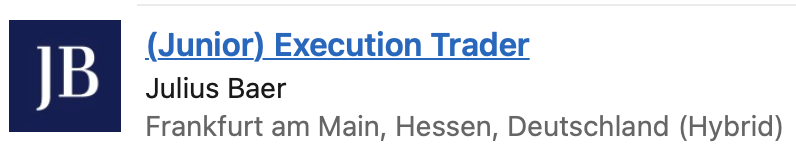 JB
(Junior) Execution Trader
Julius Baer
Frankfurt am Main, Hessen, Deutschland (Hybrid)